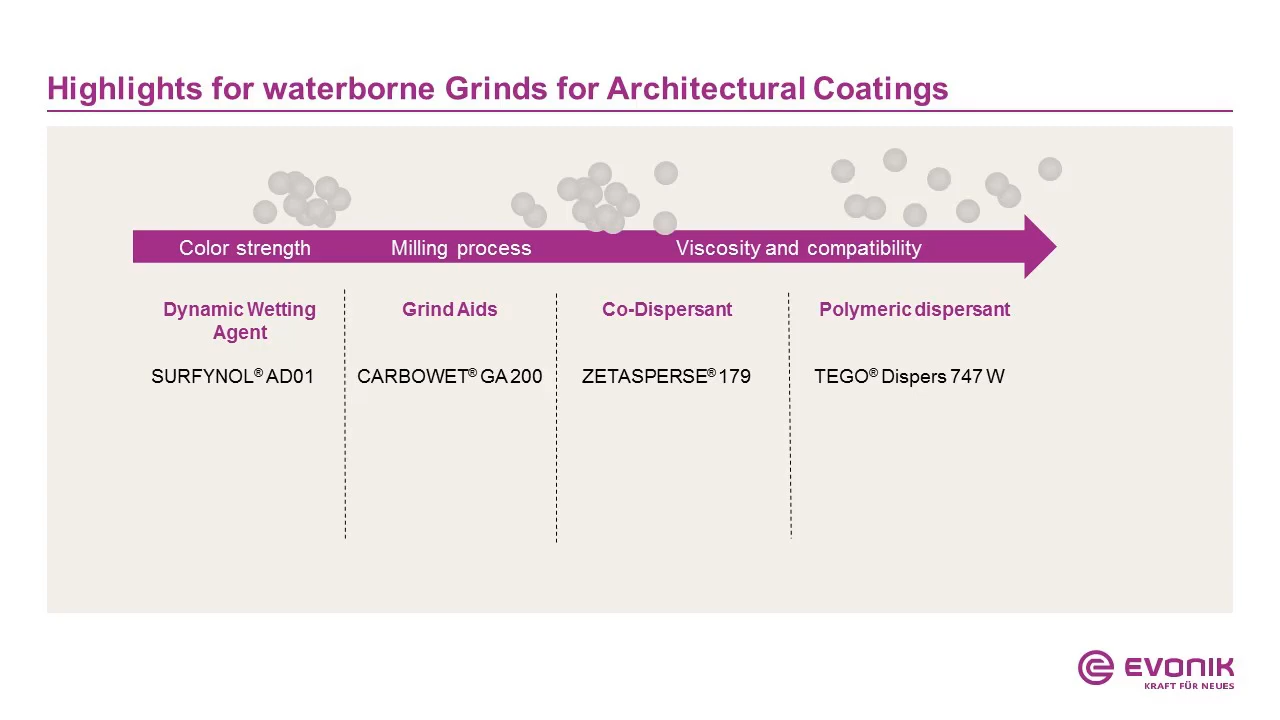 Highlights for waterborne Grinds for Architectural Coatings
Color strength
Milling process
Viscosity and compatibility
Dynamic Wetting
Agent
Grind Aids
Co-Dispersant
Polymeric dispersant
SURFYNOL® AD01
CARBOWET® GA 200
ZETASPERSE® 179
TEGO® Dispers 747 W
EVONIK
KRAFT FÜR NEUES